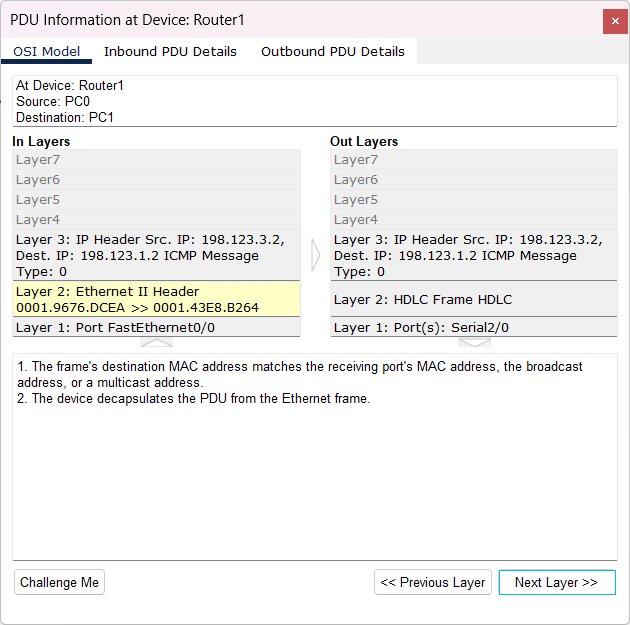 PDU Information at Device: Router1
OSI Model
Inbound PDU Details
Outbound PDU Details
At Device: Router1
Source: PC0
Destination: PC1
In Layers
Layer7
Layer6
Layer5
Layer4
Layer 3: IP Header Src. IP: 198.123.3.2,
Dest. IP: 198.123.1.2 ICMP Message
Type: 0
Layer 2: Ethernet II Header
0001.9676.DCEA >> 0001.43E8.B264
Layer 1: Port FastEthernet0/0
Out Layers
Layer7
Layer6
Layer5
Layer4
Layer 3: IP Header Src. IP: 198.123.3.2,
Dest. IP: 198.123.1.2 ICMP Message
Type: 0
Layer 2: HDLC Frame HDLC
Layer 1: Port(s): Serial2/0
1. The frame's destination MAC address matches the receiving port's MAC address, the broadcast
address, or a multicast address.
2. The device decapsulates the PDU from the Ethernet frame.
Challenge Me
<< Previous Layer
Next Layer >>